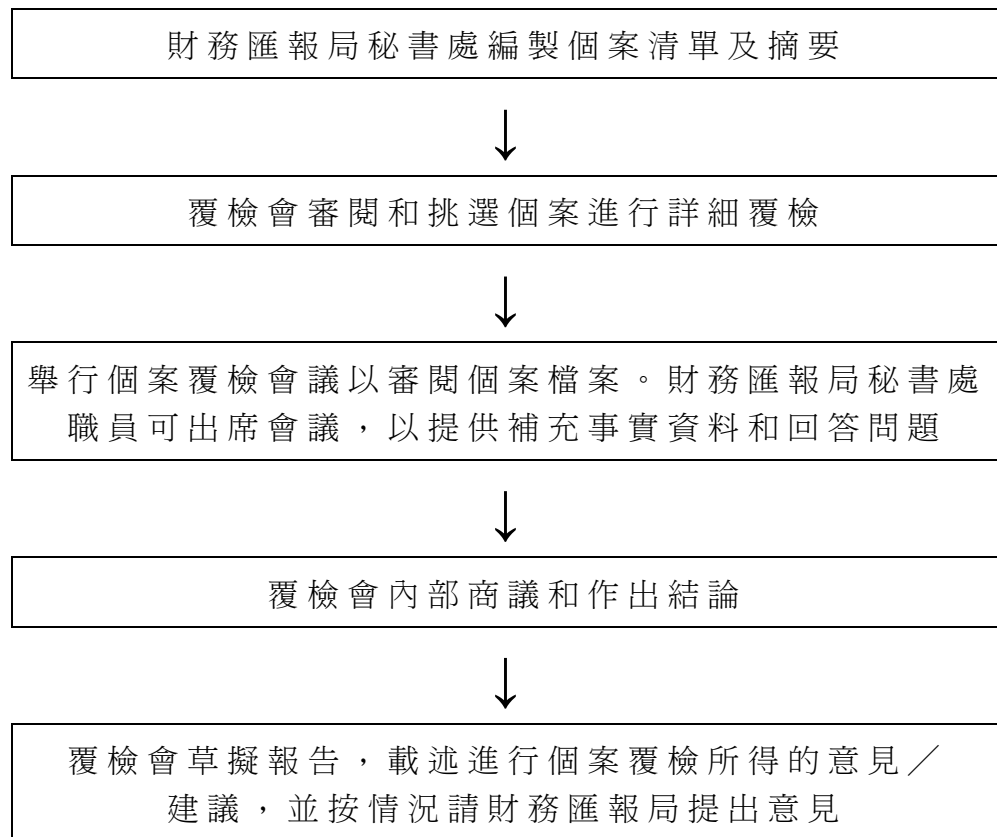 財務匯報局秘書處編製個案清單及摘要
↓
覆檢會審閱和挑選個案進行詳細覆檢
↓
舉行個案覆檢會議以審閱個案檔案。財務匯報局秘書處
職員可出席會議，以提供補充事實資料和回答問題
↓
覆檢會內部商議和作出結論
↓
覆檢會草擬報告，載述進行個案覆檢所得的意見／
建議，並按情況請財務匯報局提出意見